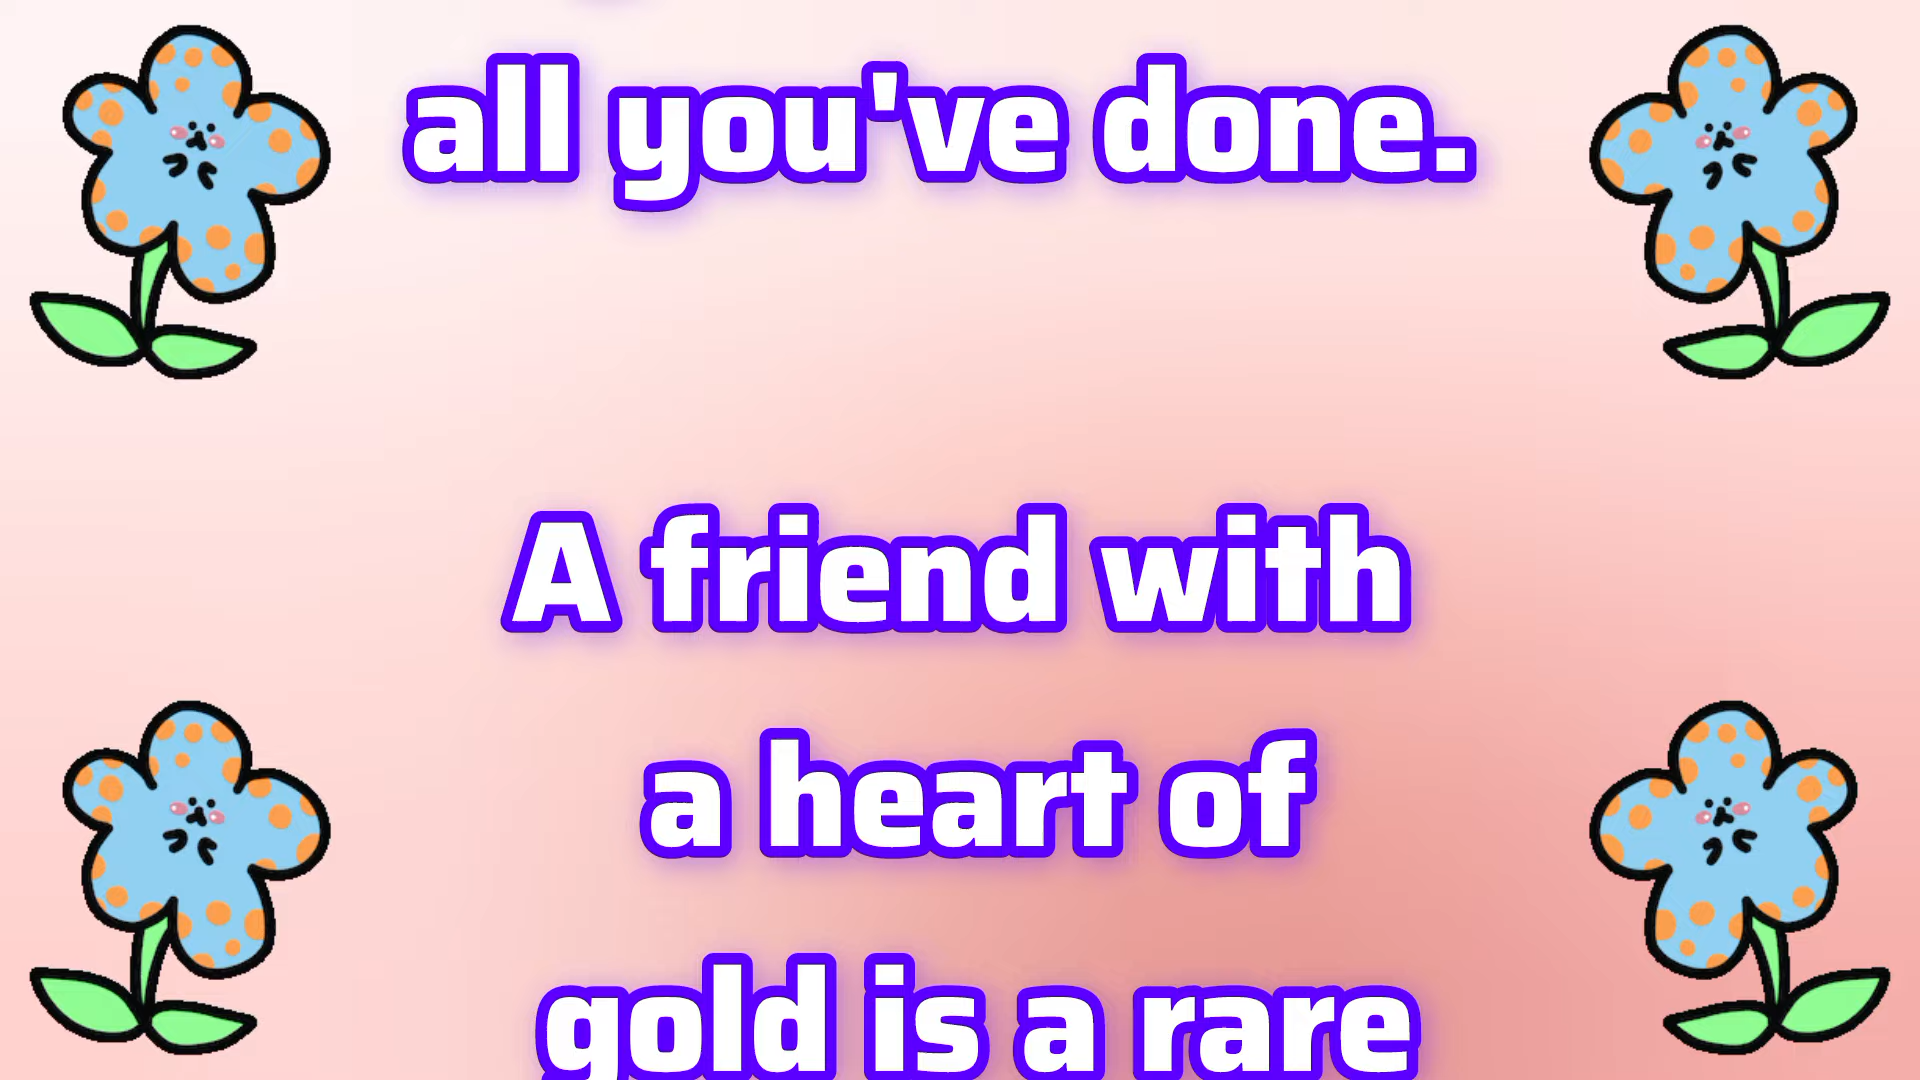 all you've done.
A friend with
a heart of
gold is a rare